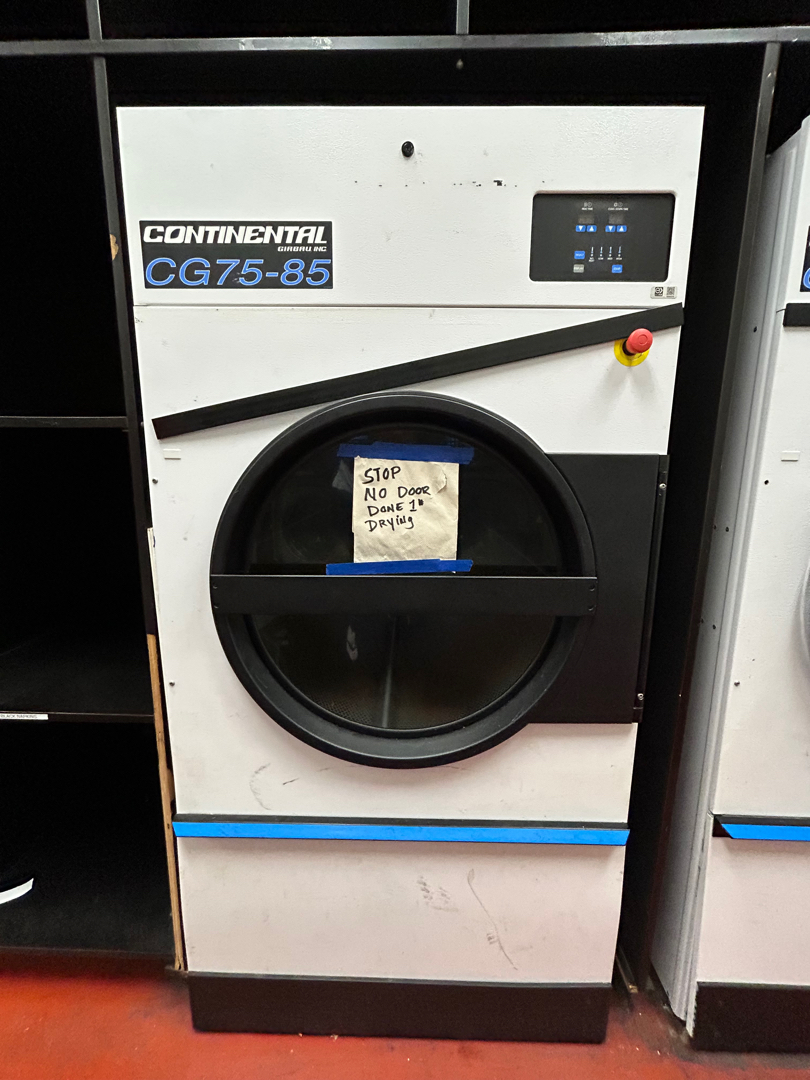 CONTINENTAL
GIRBAU, INC
CG75-85
STOP
NO DOOR
DONE 1st
DRYiNg